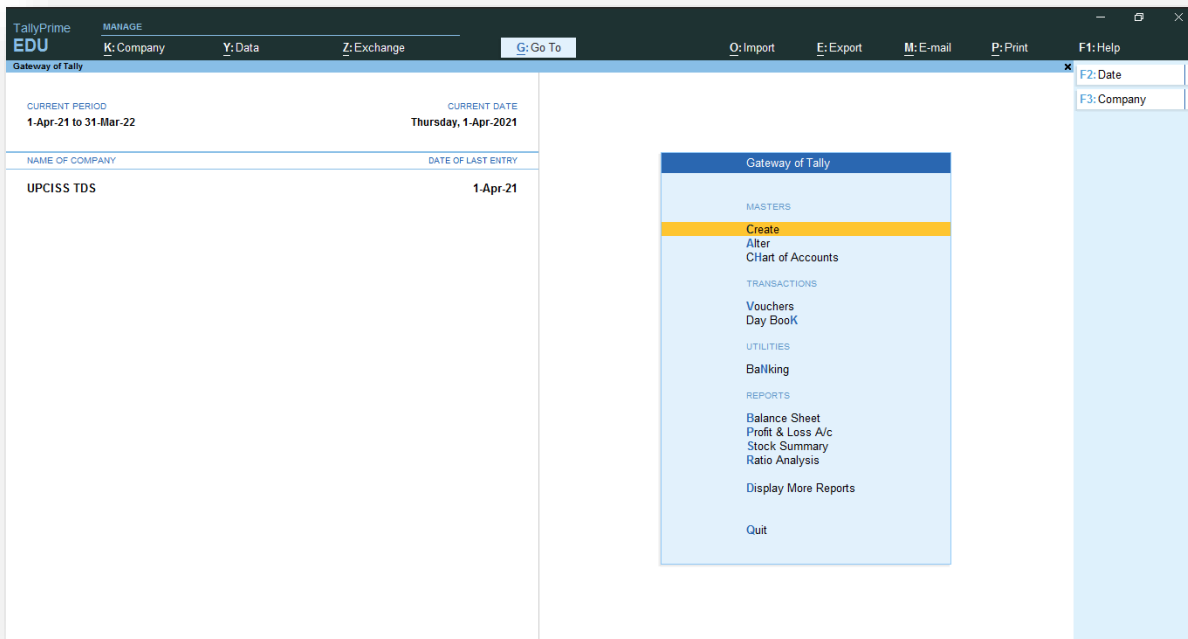 TallyPrime
EDU
MANAGE
K: Company Y: Data Z: Exchange G: Go To O: Import E: Export M: E-mail P: Print F1: Help
Gateway of Tally
F2: Date
F3: Company
CURRENT PERIOD CURRENT DATE
1-Apr-21 to 31-Mar-22 Thursday, 1-Apr-2021
NAME OF COMPANY DATE OF LAST ENTRY
UPCISS TDS 1-Apr-21
Gateway of Tally
MASTERS
Create
Alter
CHart of Accounts
TRANSACTIONS
Vouchers
Day BooK
UTILITIES
BaNking
REPORTS
Balance Sheet
Profit & Loss A/c
Stock Summary
Ratio Analysis
Display More Reports
Quit